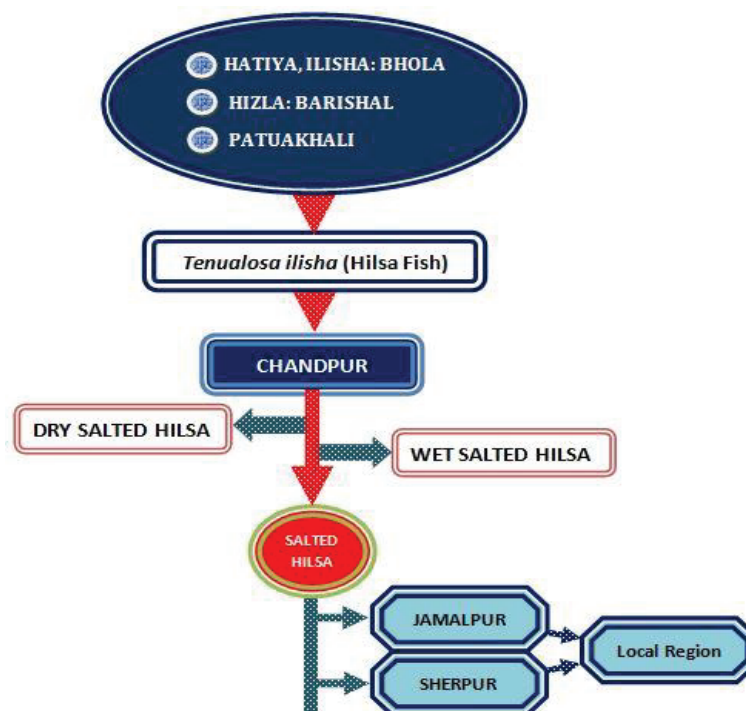 HATIYA, ILISHA: BHOLA
HIZLA: BARISHAL
PATUAKHALI
Tenualosa ilisha (Hilsa Fish)
CHANDPUR
DRY SALTED HILSA
WET SALTED HILSA
SALTED
HILSA
JAMALPUR
Local Region
SHERPUR